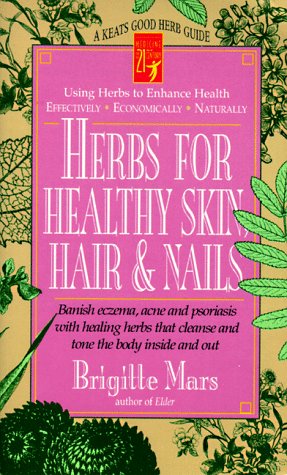 A KEATS GOOD HERB GUIDE
21
Using Herbs to Enhance Health
EFFECTIVELY • ECONOMICALLY • NATURALLY
HERBS FOR
HEALTHY SKIN,
HAIR & NAILS
Banish eczema, acne and psoriasis
with healing herbs that cleanse and
tone the body inside and out
Brigitte Mars
author of Elder